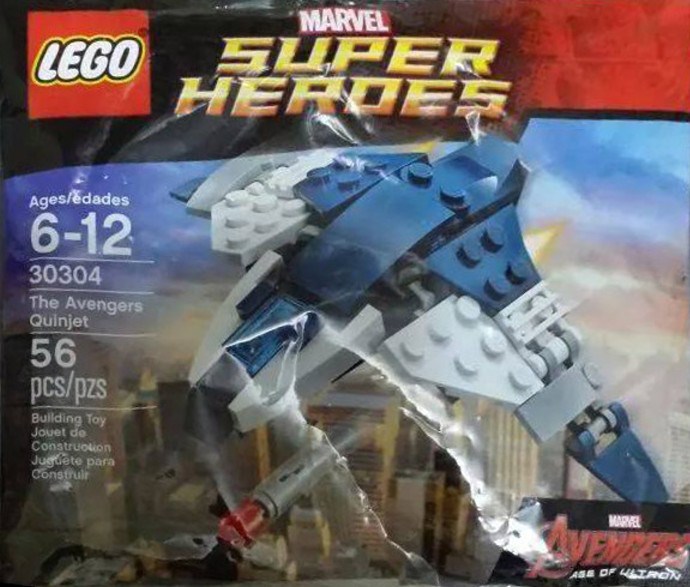 LEGO
MARVEL
SUPER
HEROES
Ages/edades
6-12
30304
The Avengers
Quinjet
56
pcs/pzs
Building Toy
Jouet de
Construction
Juguete para
Construir
MARVEL
AVENGERS
AGE OF ULTRON